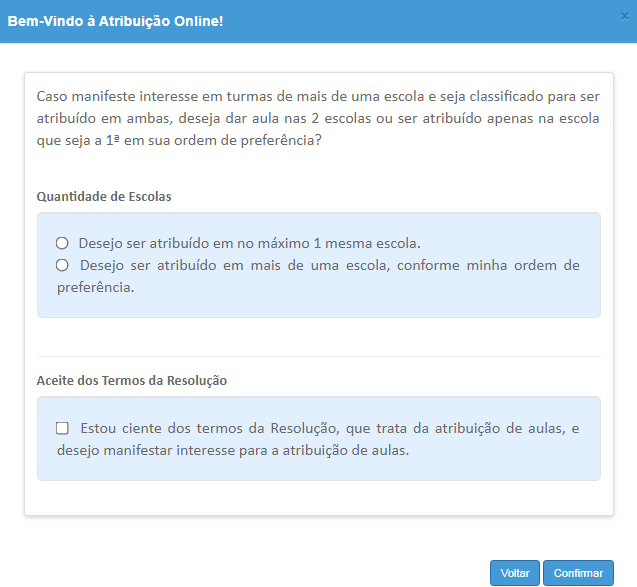 Bem-Vindo à Atribuição Online!
×
Caso manifeste interesse em turmas de mais de uma escola e seja classificado para ser
atribuído em ambas, deseja dar aula nas 2 escolas ou ser atribuído apenas na escola
que seja a 1ª em sua ordem de preferência?
Quantidade de Escolas
Desejo ser atribuído em no máximo 1 mesma escola.
Desejo ser atribuído em mais de uma escola, conforme minha ordem de
preferência.
Aceite dos Termos da Resolução
Estou ciente dos termos da Resolução, que trata da atribuição de aulas, e
desejo manifestar interesse para a atribuição de aulas.
Voltar
Confirmar